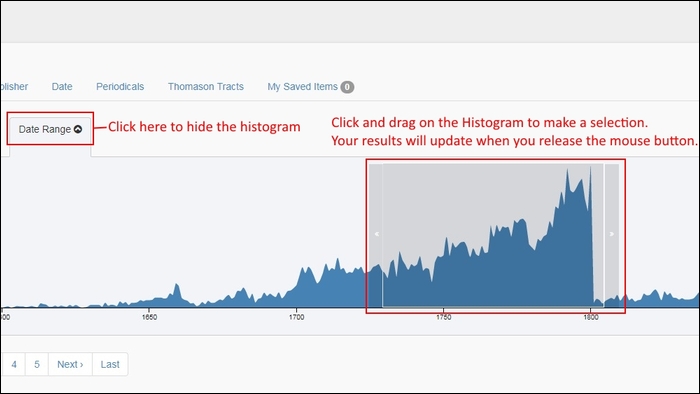 blisher Date Periodicals Thomason Tracts My Saved Items 0
Date Range
Click here to hide the histogram
Click and drag on the Histogram to make a selection.
Your results will update when you release the mouse button.
« »
00 1650 1700 1750 1800
4 5 Next › Last